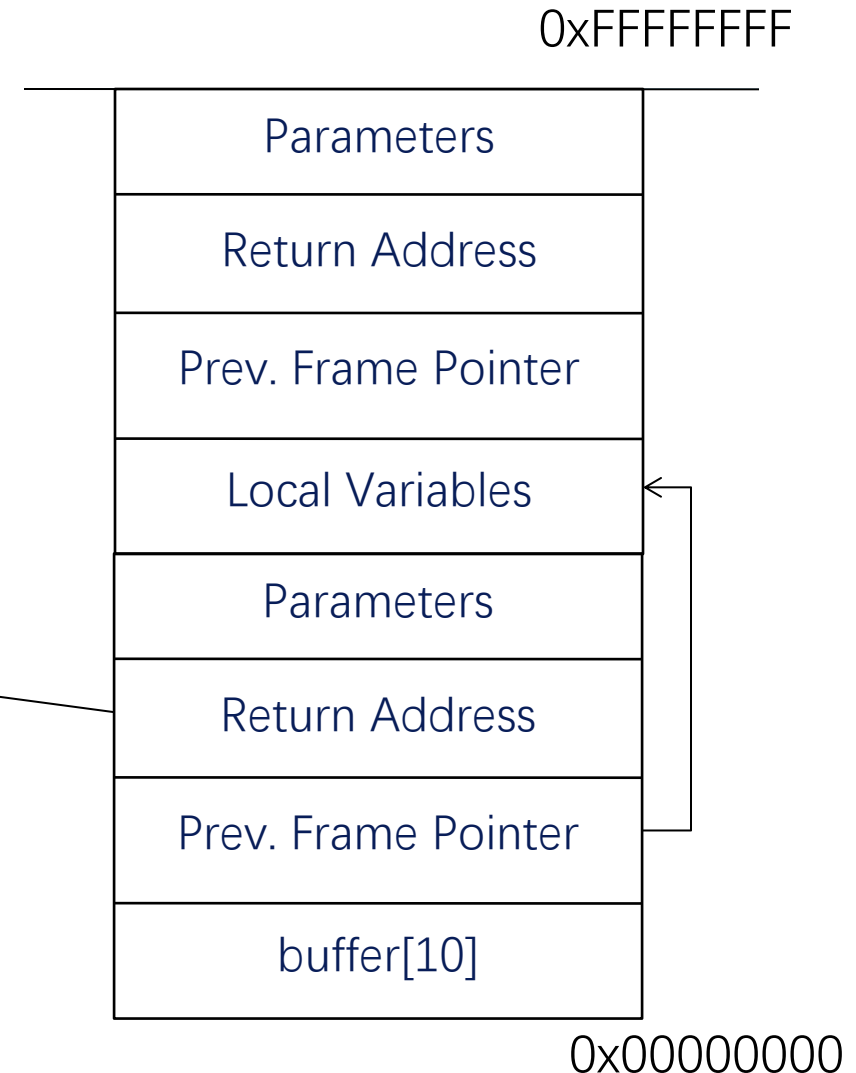 0xFFFFFFFF
Parameters
Return Address
Prev. Frame Pointer
Local Variables
Parameters
Return Address
Prev. Frame Pointer
buffer[10]
0x00000000